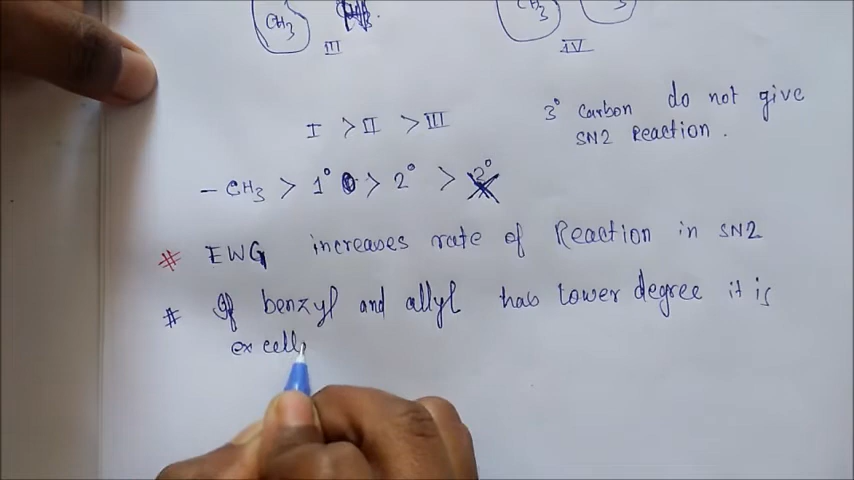 CH3
CH3
III
IV
I > II > III
3° Carbon do not give
SN2 Reaction.
- CH3 > 1° > 2° >
# EWG increases rate of Reaction in SN2
# If benzyl and allyl has lower degree it is
excell